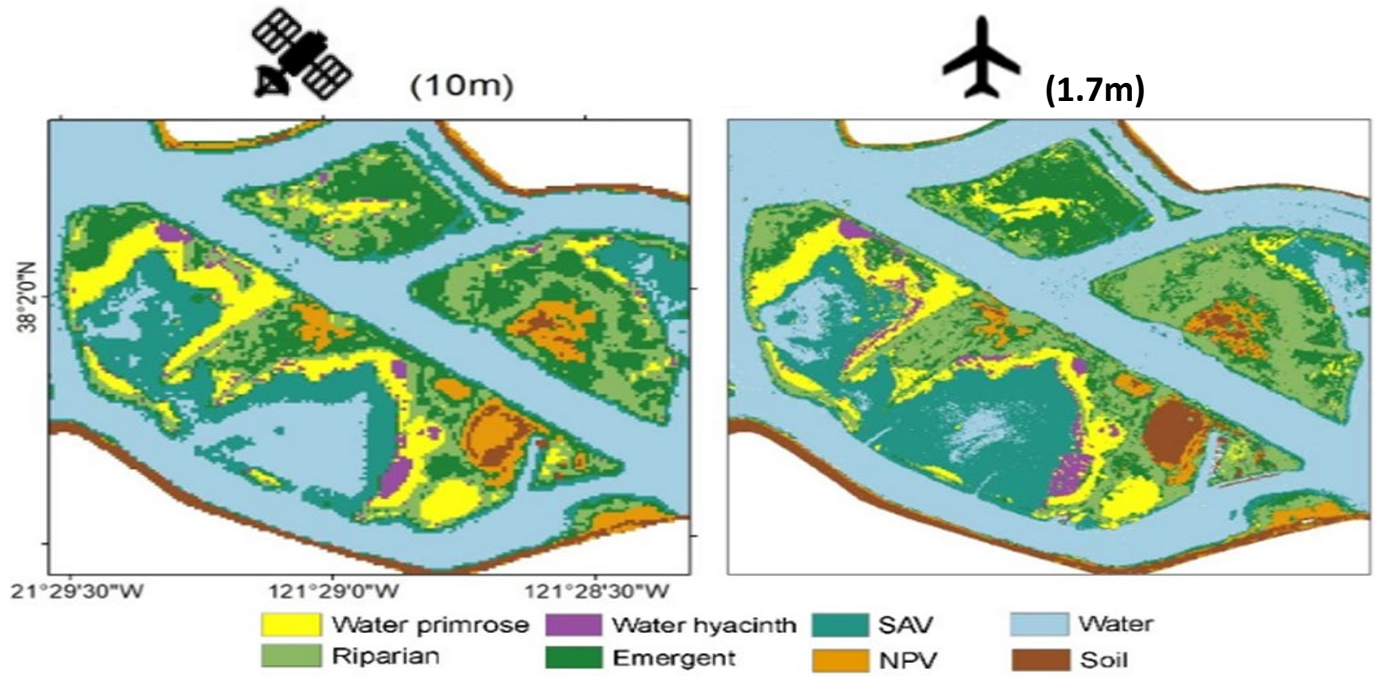 (10m)
(1.7m)
38°2'0"N
21°29'30"W 121°29'0"W 121°28'30"W
Water primrose Water hyacinth SAV Water
Riparian Emergent NPV Soil